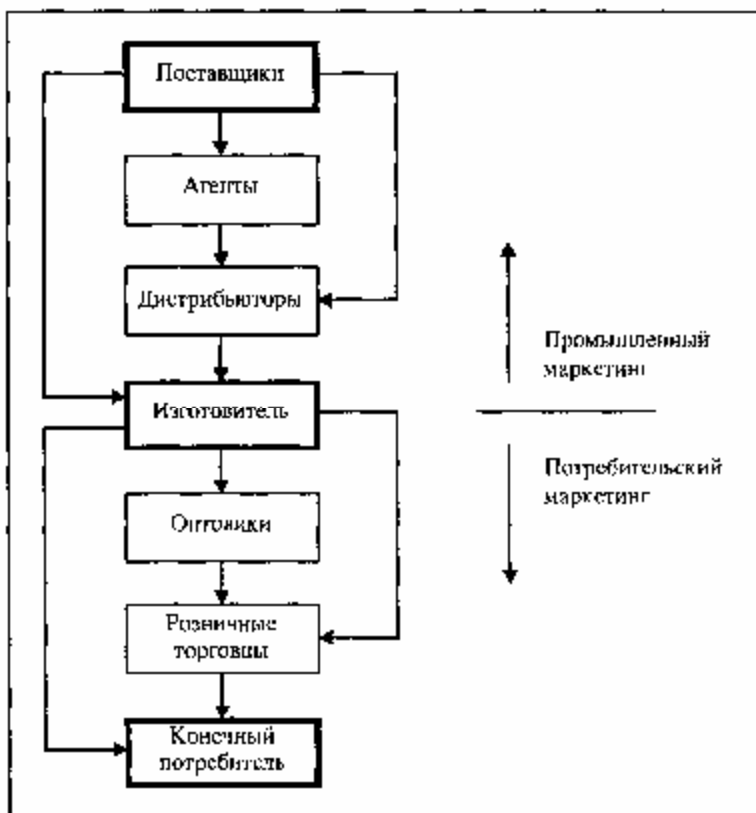 Поставщики
Агенты
Дистрибьюторы
Промышленный
маркетинг
Изготовитель
Потребительский
маркетинг
Оптовики
Розничные
торговцы
Конечный
потребитель